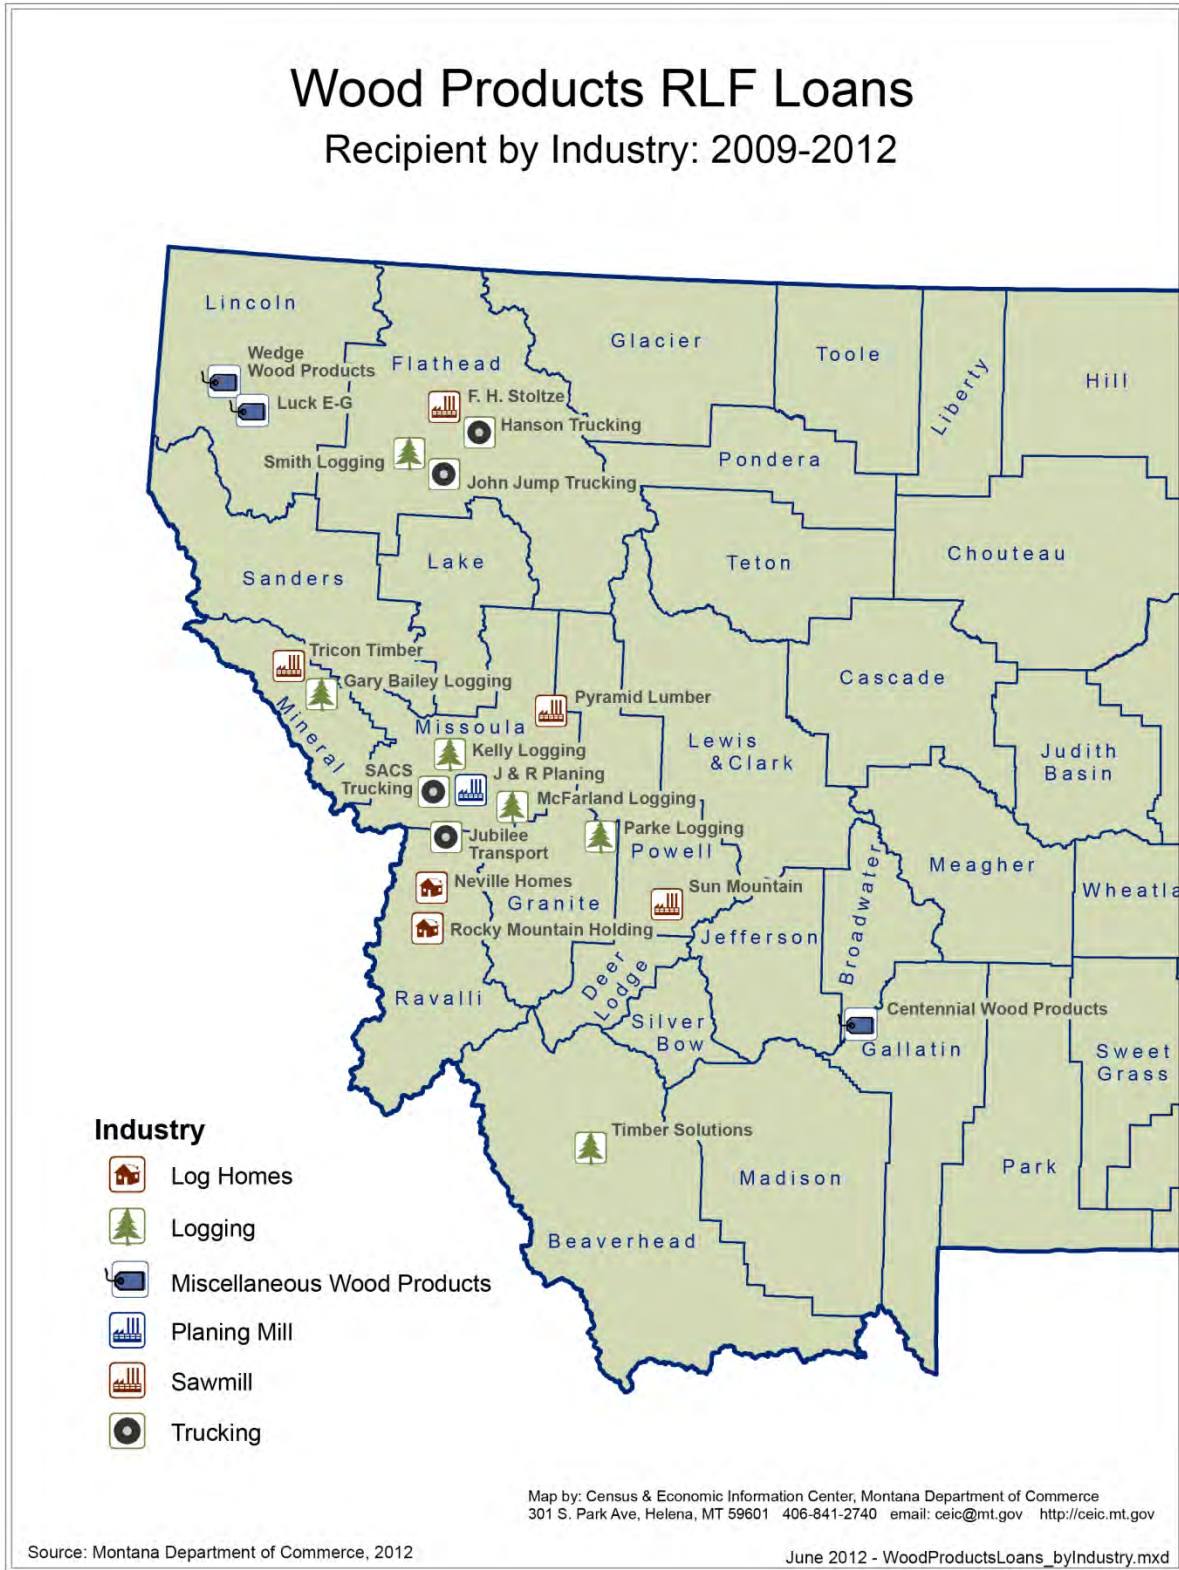 Wood Products RLF Loans
Recipient by Industry: 2009-2012
Lincoln
Glacier
Toole
Liberty
Hill
Wedge
Wood Products
Flathead
Luck E-G
F. H. Stoltze
Hanson Trucking
Smith Logging
John Jump Trucking
Pondera
Chouteau
Sanders
Lake
Teton
Tricon Timber
Gary Bailey Logging
Mineral
Missoula
Pyramid Lumber
Cascade
Lewis
& Clark
Judith
Basin
Kelly Logging
SACS
Trucking
J & R Planing
McFarland Logging
Jubilee
Transport
Parke Logging
Powell
Meagher
Wheatla
Broadwater
Neville Homes
Granite
Sun Mountain
Rocky Mountain Holding
Jefferson
Deer
Lodge
Ravalli
Silver
Bow
Centennial Wood Products
Gallatin
Sweet
Grass
Timber Solutions
Madison
Park
Beaverhead
Industry
Log Homes
Logging
Miscellaneous Wood Products
Planing Mill
Sawmill
Trucking
Map by: Census & Economic Information Center, Montana Department of Commerce
301 S. Park Ave, Helena, MT 59601 406-841-2740 email: ceic@mt.gov http://ceic.mt.gov
Source: Montana Department of Commerce, 2012
June 2012 - WoodProductsLoans_byIndustry.mxd